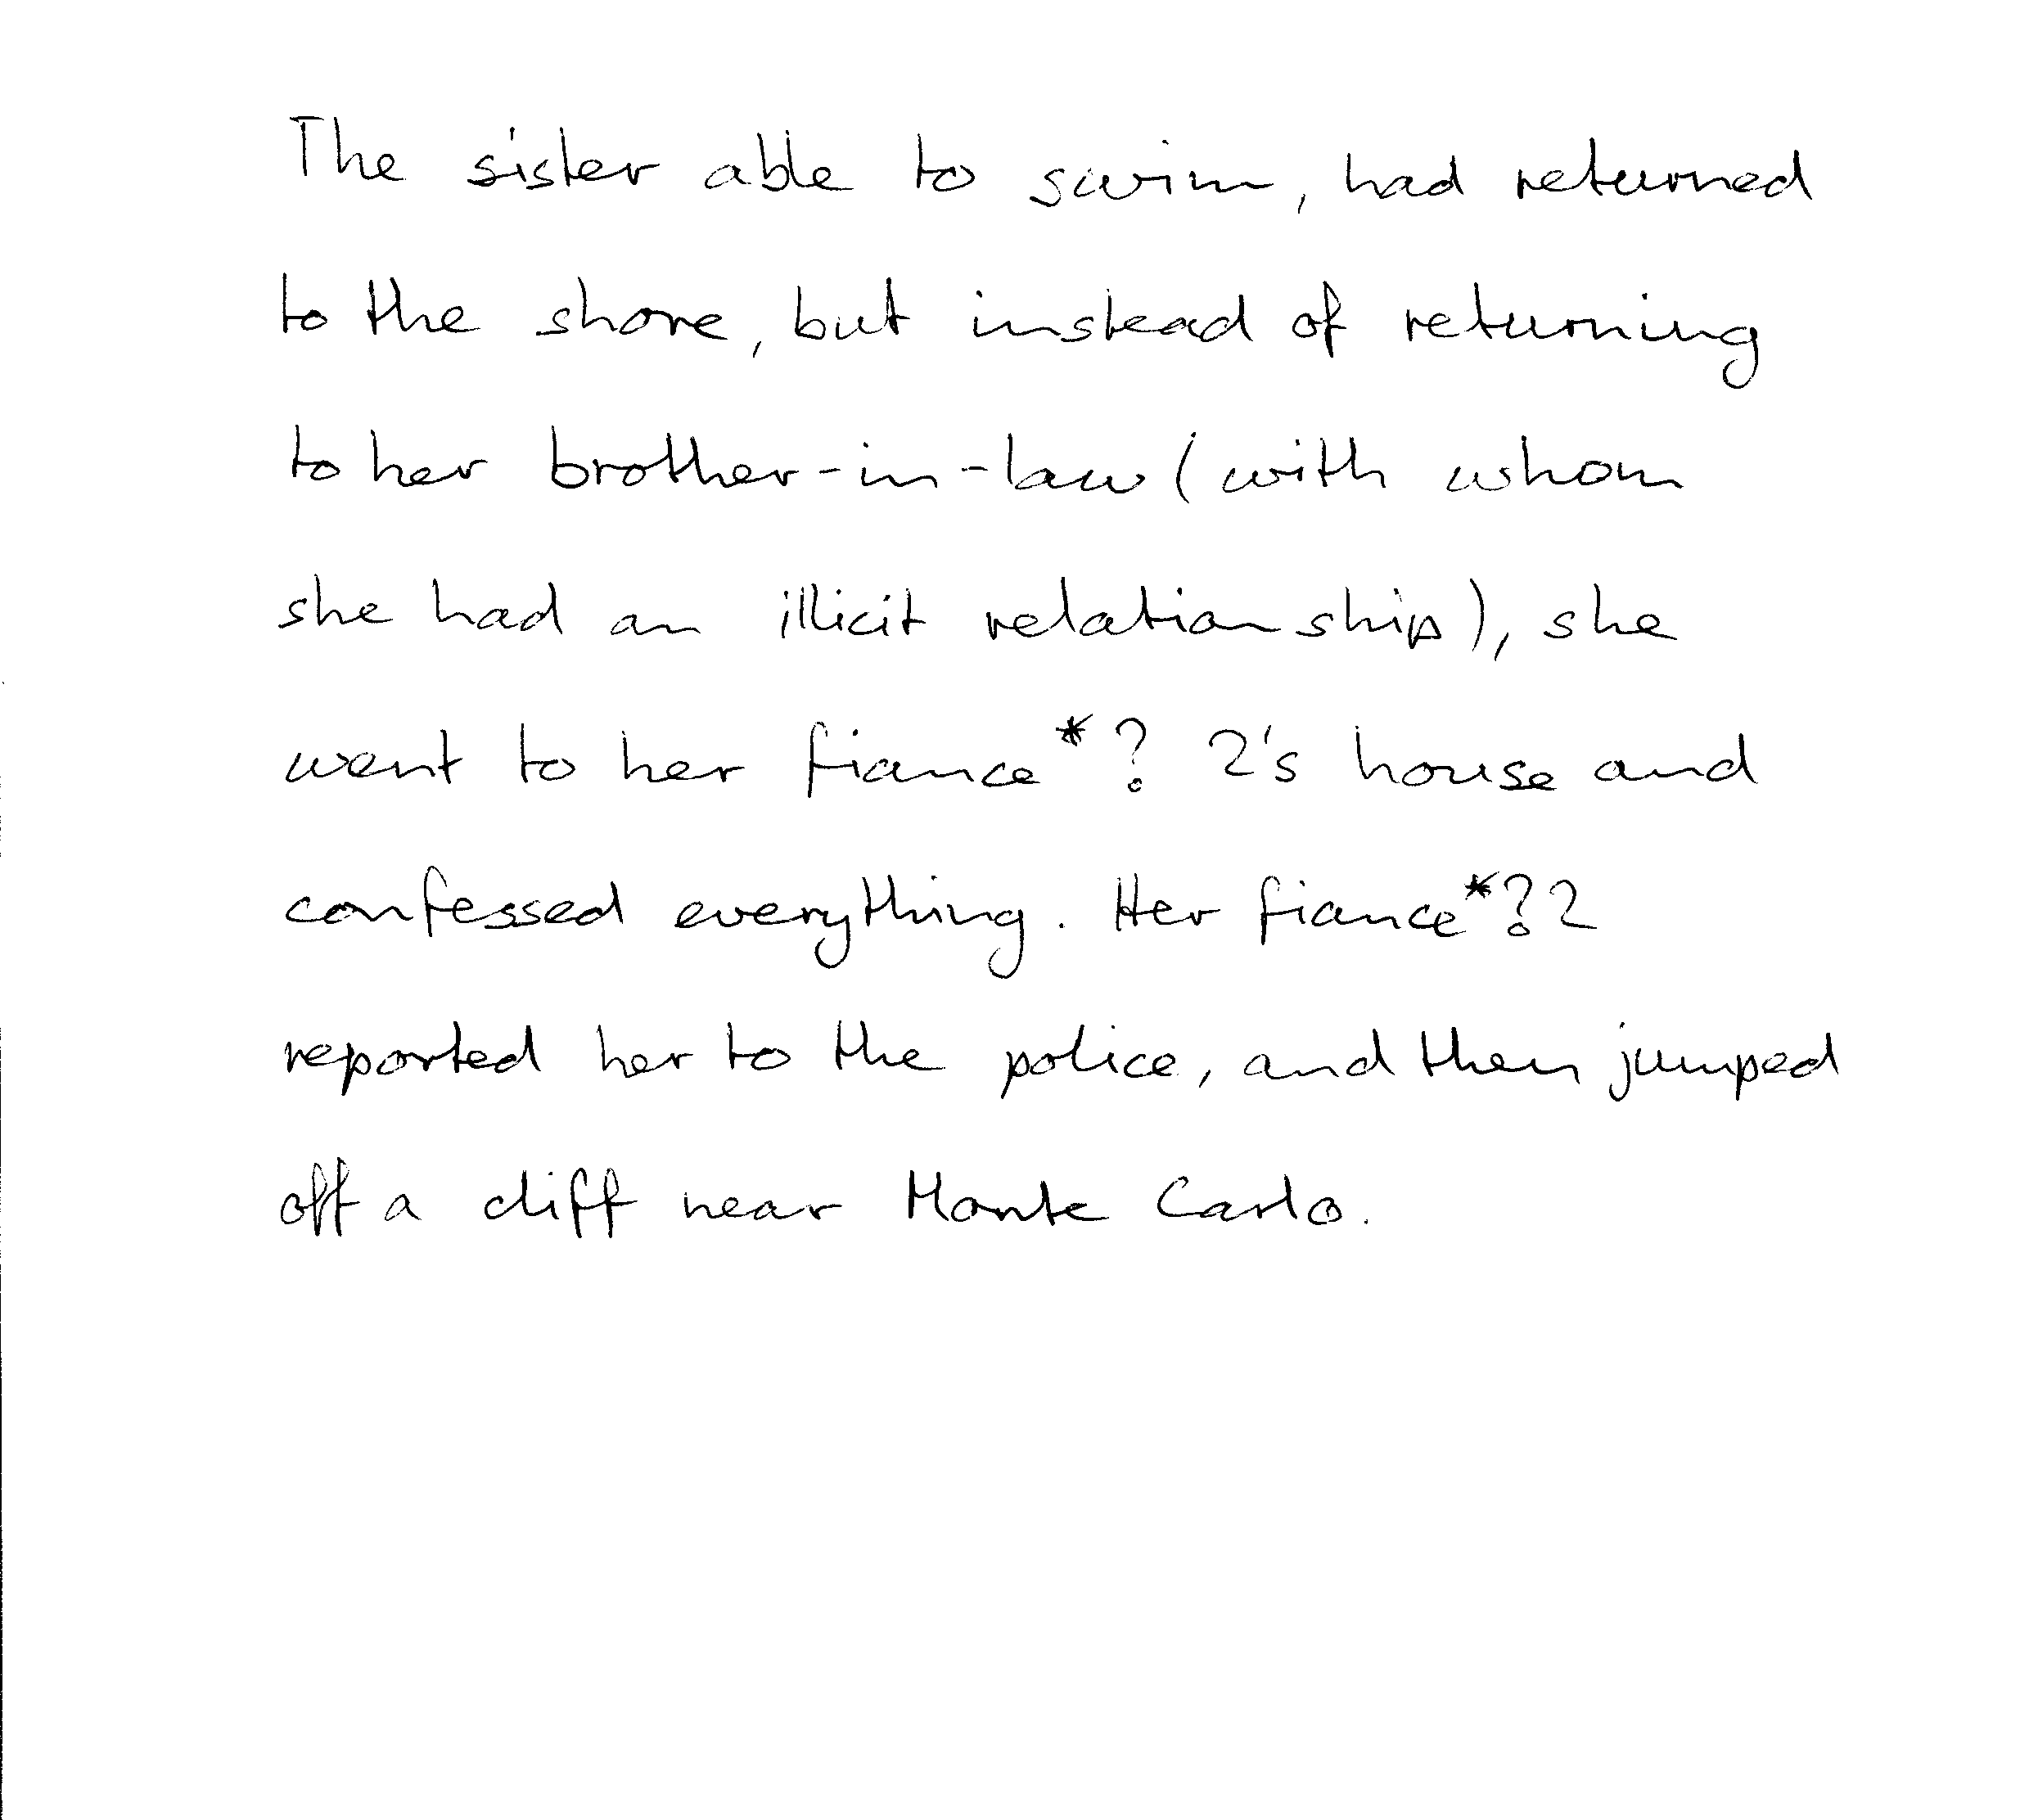 The sister able to swim, had returned
to the shore, but instead of returning
to her brother-in-law (with whom
she had an illicit relationship), she
went to her fiance*? 2's house and
confessed everything. Her fiance*?2
reported her to the police, and then jumped
off a cliff near Monte Carlo.